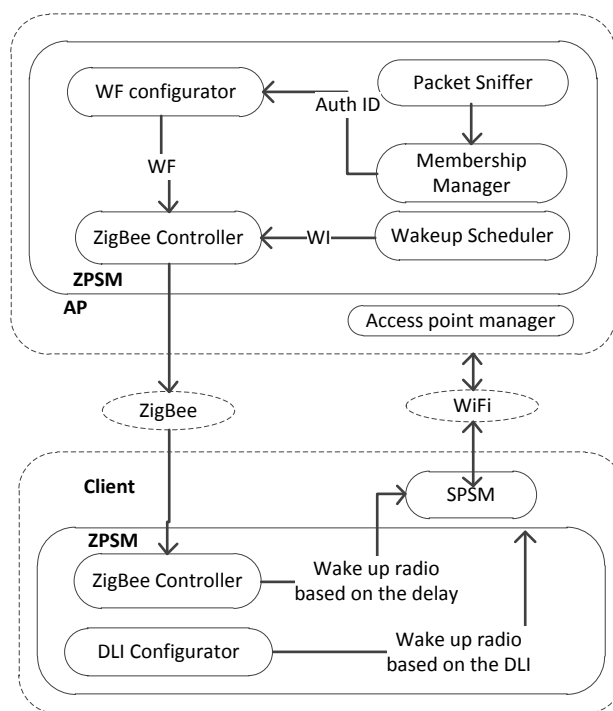 Packet Sniffer
WF configurator
Auth ID
WF
Membership
Manager
ZigBee Controller
WI
Wakeup Scheduler
ZPSM
AP
Access point manager
ZigBee
WiFi
Client
SPSM
ZPSM
ZigBee Controller
Wake up radio
based on the delay
DLI Configurator
Wake up radio
based on the DLI